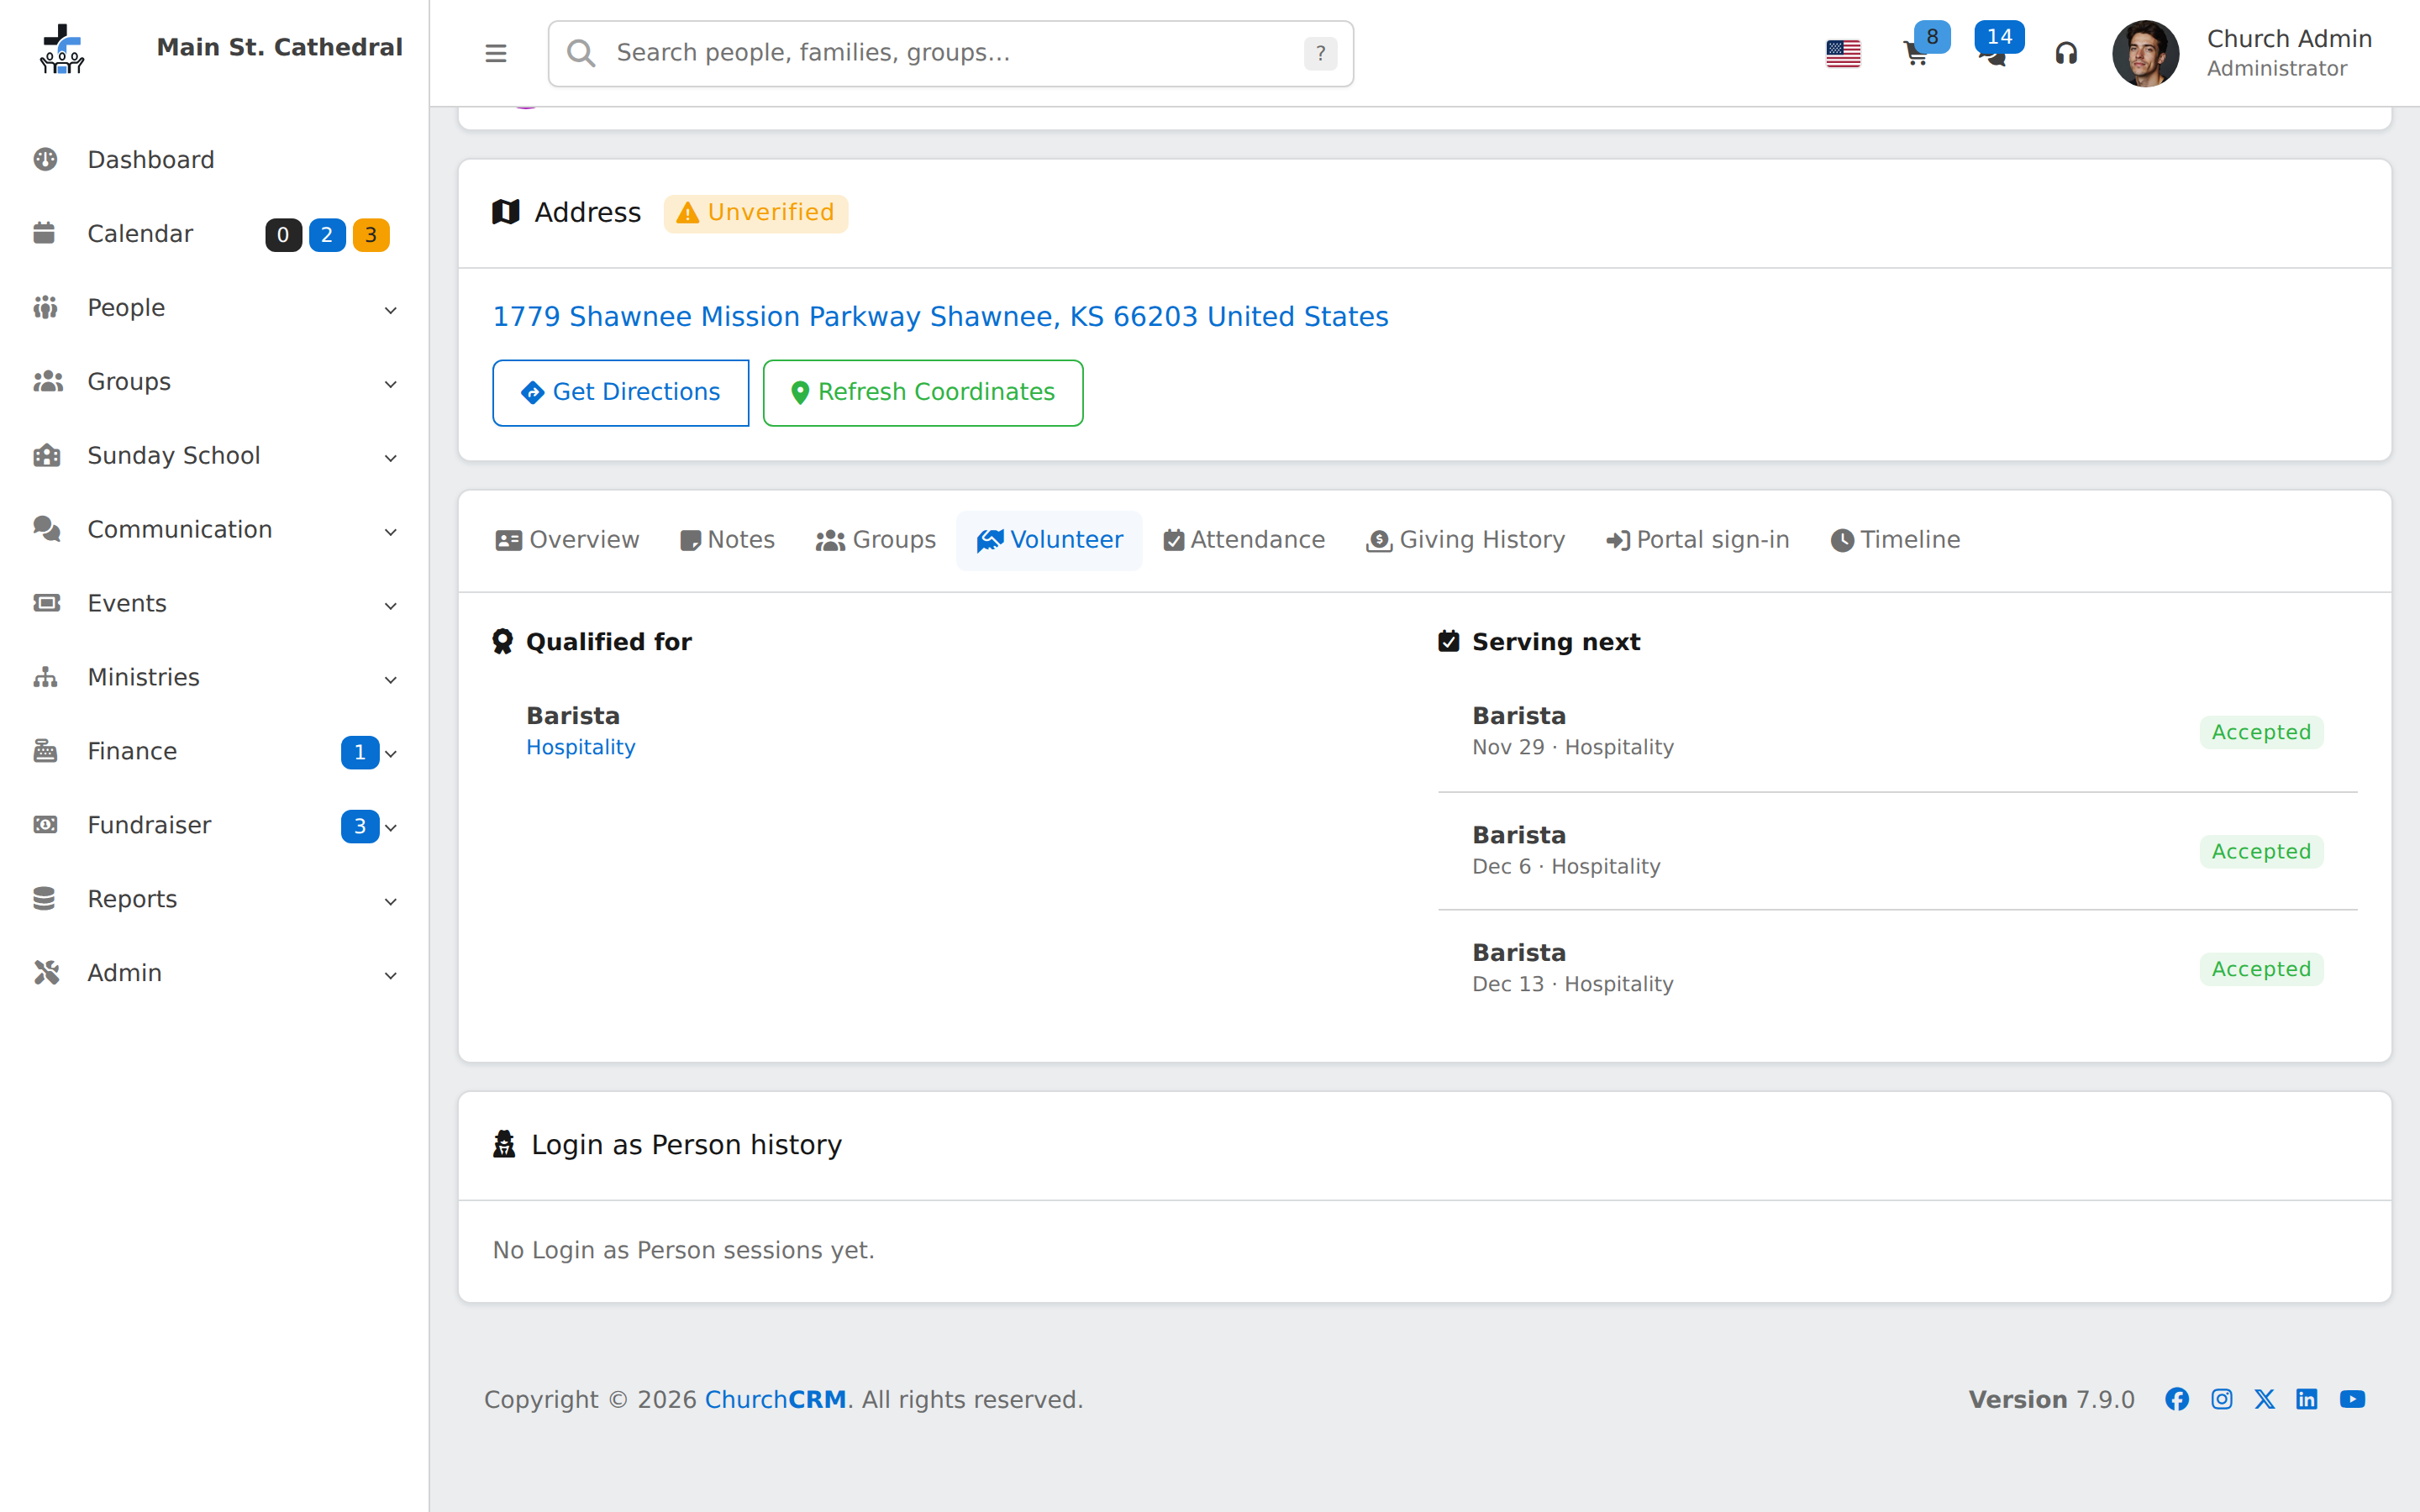 Main St. Cathedral
Search people, families, groups...
?
8
14
Church Admin
Administrator
Dashboard
Calendar
0
2
3
People
Groups
Sunday School
Communication
Events
Ministries
Finance
1
Fundraiser
3
Reports
Admin
Address
Unverified
1779 Shawnee Mission Parkway Shawnee, KS 66203 United States
Get Directions
Refresh Coordinates
Overview
Notes
Groups
Volunteer
Attendance
Giving History
Portal sign-in
Timeline
Qualified for
Barista
Hospitality
Serving next
Barista
Nov 29 · Hospitality
Accepted
Barista
Dec 6 · Hospitality
Accepted
Barista
Dec 13 · Hospitality
Accepted
Login as Person history
No Login as Person sessions yet.
Copyright © 2026 ChurchCRM. All rights reserved.
Version 7.9.0